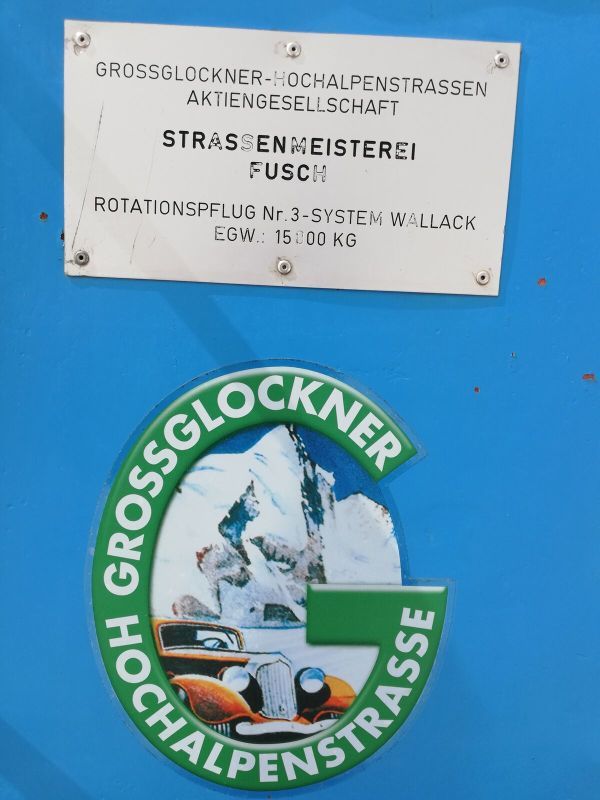 GROSSGLOCKNER-HOCHALPENSTRASSEN
AKTIENGESELLSCHAFT
STRASSENMEISTEREI
FUSCH
ROTATIONSPFLUG Nr.3-SYSTEM WALLACK
EGW.: 15000 KG
GROSSGLOCKNER
HOCHALPENSTRASSE